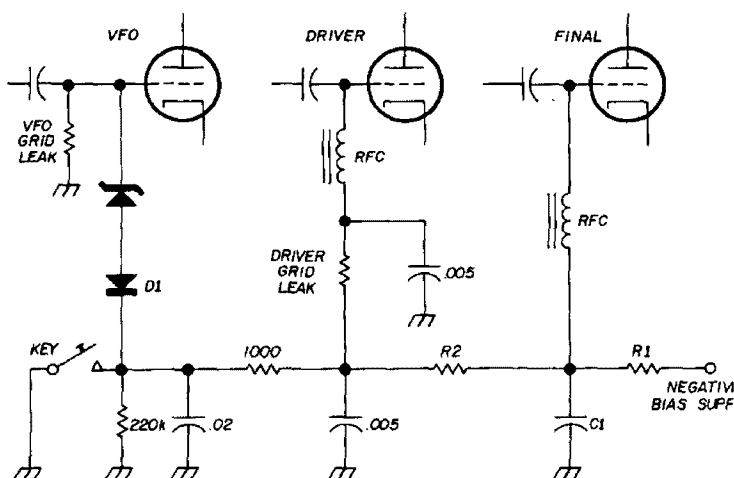 VFO
DRIVER
FINAL
VFO
GRID
LEAK
RFC
RFC
D1
DRIVER
GRID
LEAK
.005
KEY
1000
R2
R1
NEGATIV
BIAS SUPF
220k
.02
.005
C1